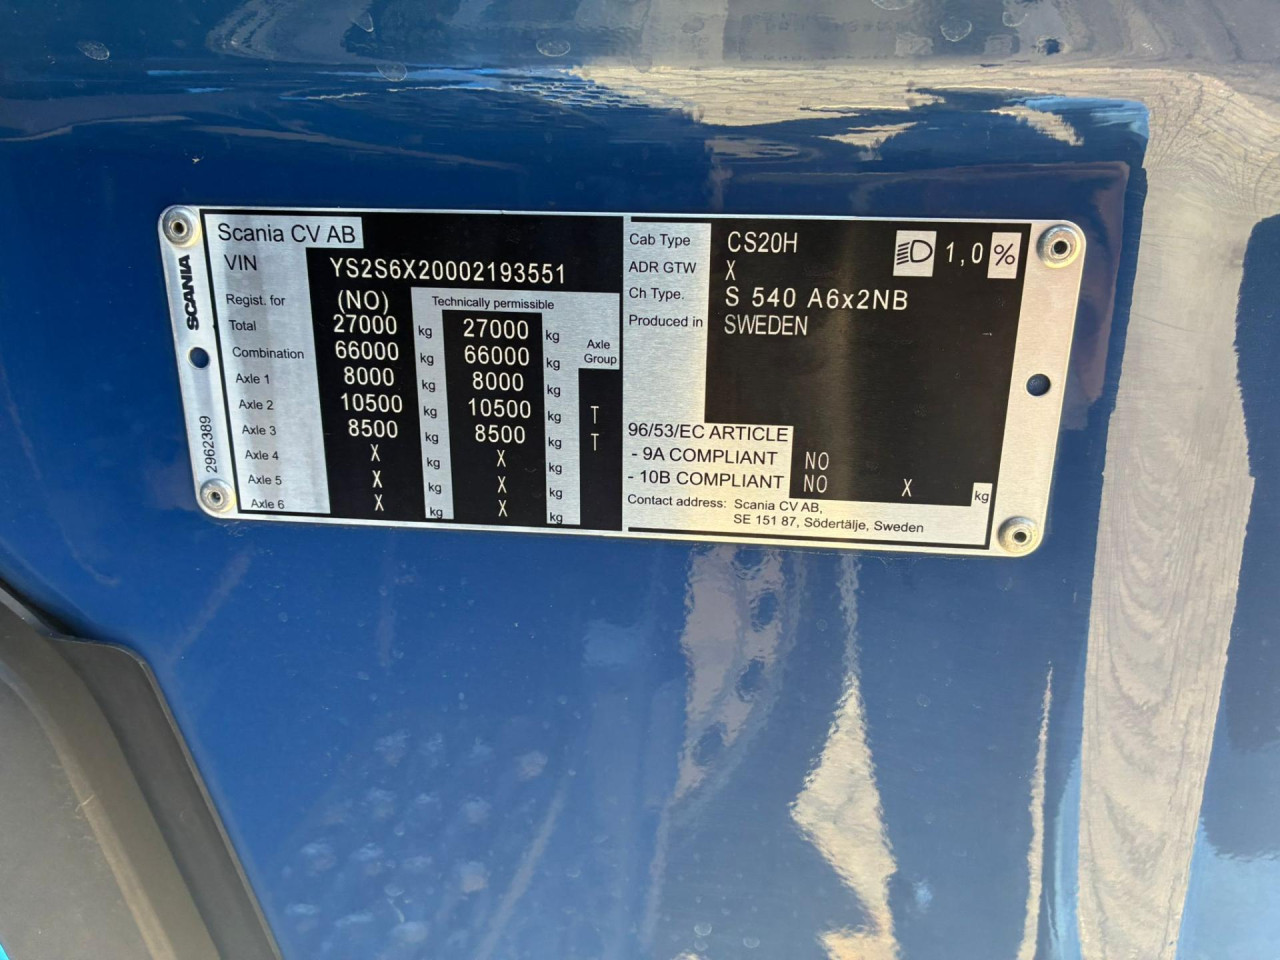 SCANIA
2962389
Scania CV AB
VIN YS2S6X20002193551
Regist. for (NO) Technically permissible
Total 27000 kg 27000 kg
Combination 66000 kg 66000 kg Axle Group
Axle 1 8000 kg 8000 kg
Axle 2 10500 kg 10500 kg T
Axle 3 8500 kg 8500 kg T
Axle 4 X kg X kg
Axle 5 X kg X kg
Axle 6 X kg X kg
Cab Type CS20H 1,0 %
ADR GTW X
Ch Type. S 540 A6x2NB
Produced in SWEDEN
96/53/EC ARTICLE
- 9A COMPLIANT NO
- 10B COMPLIANT NO X kg
Contact address: Scania CV AB,
SE 151 87, Södertälje, Sweden